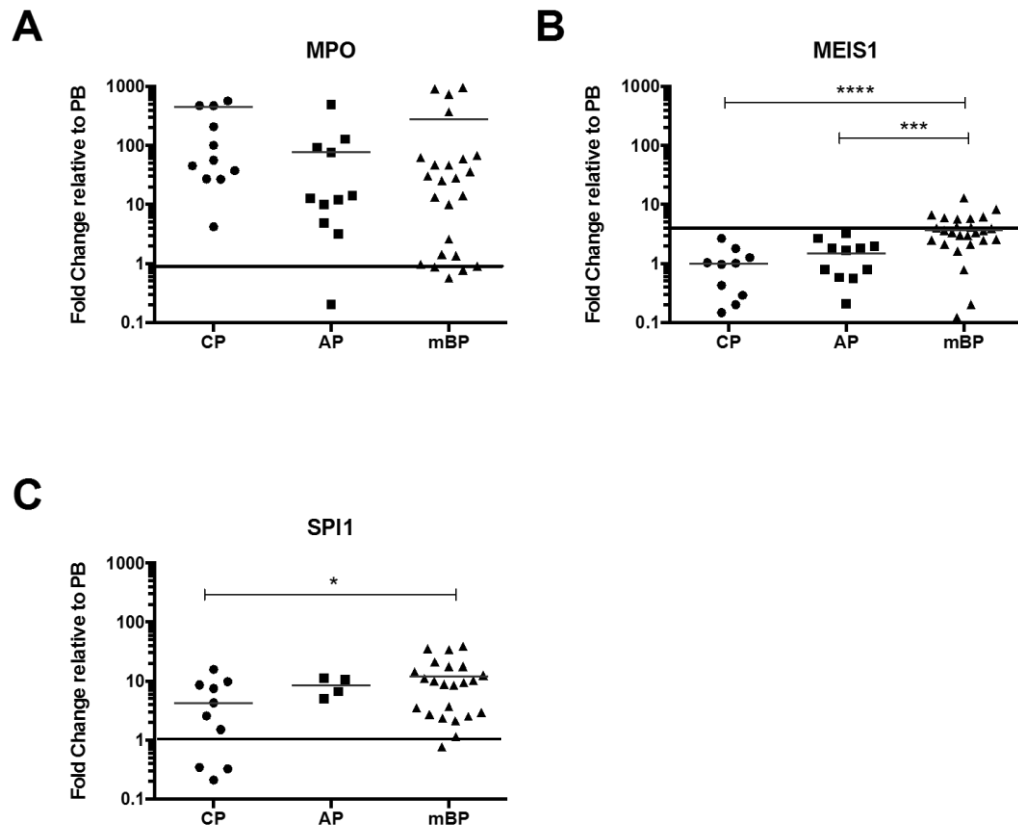 A
MPO
Fold Change relative to PB
1000
100
10
1
0.1
CP AP mBP
B
MEIS1
Fold Change relative to PB
1000
100
10
1
0.1
****
***
CP AP mBP
C
SPI1
Fold Change relative to PB
1000
100
10
1
0.1
*
CP AP mBP